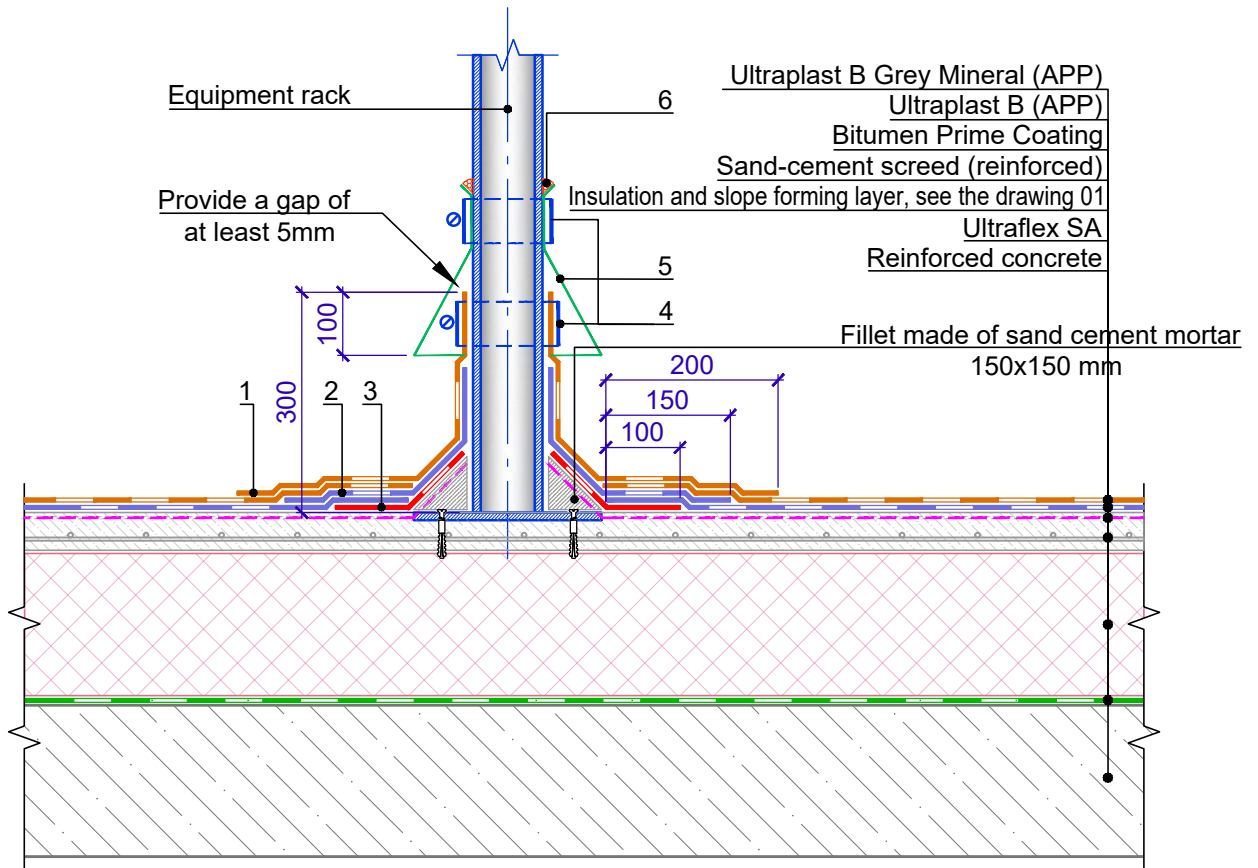 Equipment rack
6
Ultraplast B Grey Mineral (APP)
Ultraplast B (APP)
Bitumen Prime Coating
Sand-cement screed (reinforced)
Insulation and slope forming layer, see the drawing 01
Ultraflex SA
Reinforced concrete
Provide a gap of
at least 5mm
5
4
Fillet made of sand cement mortar
150x150 mm
100
300
200
150
100
1
2
3